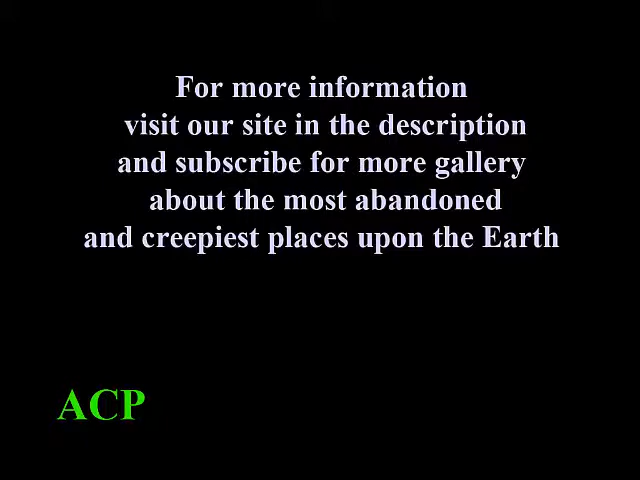 For more information
visit our site in the description
and subscribe for more gallery
about the most abandoned
and creepiest places upon the Earth
ACP